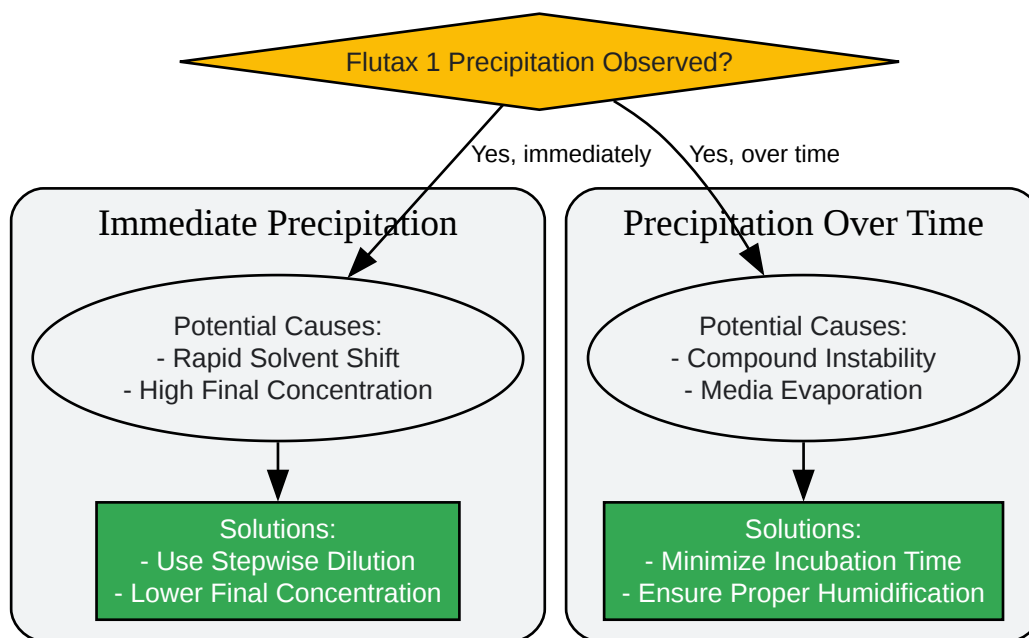 Flutax 1 Precipitation Observed?
Yes, immediately
Yes, over time
Immediate Precipitation
Potential Causes:
- Rapid Solvent Shift
- High Final Concentration
Solutions:
- Use Stepwise Dilution
- Lower Final Concentration
Precipitation Over Time
Potential Causes:
- Compound Instability
- Media Evaporation
Solutions:
- Minimize Incubation Time
- Ensure Proper Humidification